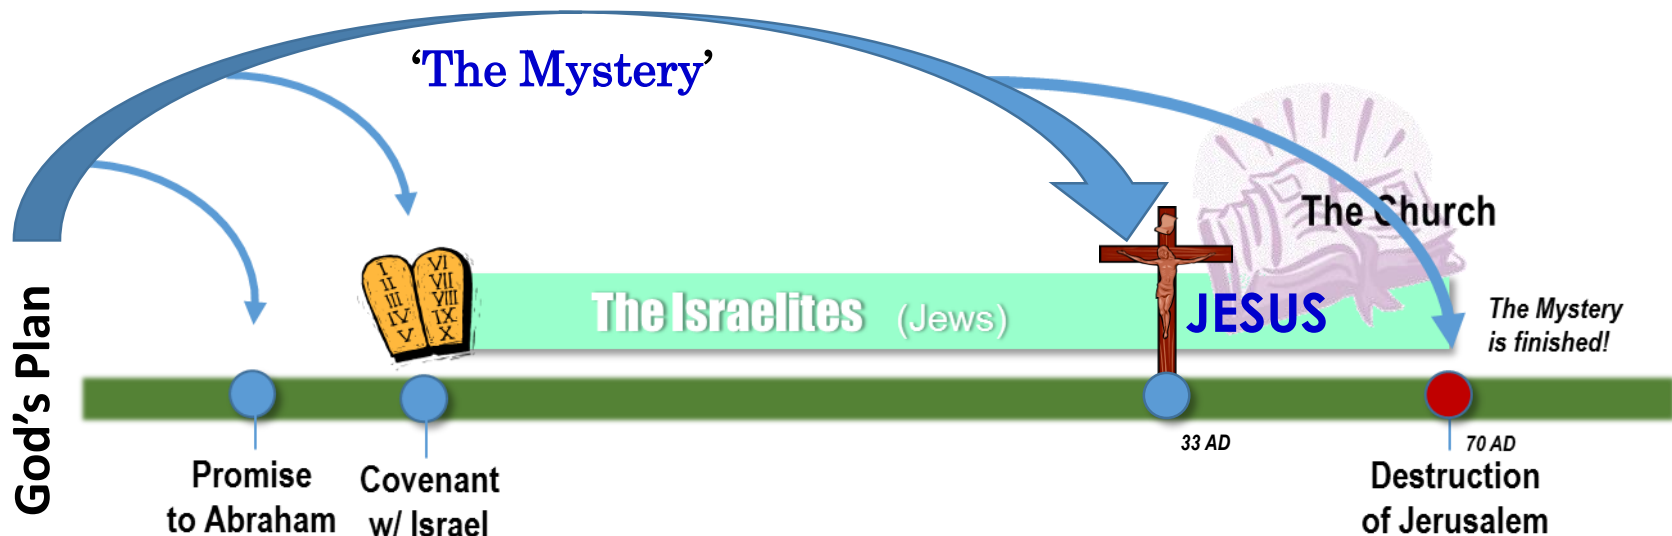 ‘The Mystery’
The Church
God’s Plan
I
II
III
IV
V
VI
VII
VIII
IX
X
The Israelites (Jews)
JESUS
The Mystery
is finished!
33 AD
70 AD
Promise
to Abraham
Covenant
w/ Israel
Destruction
of Jerusalem